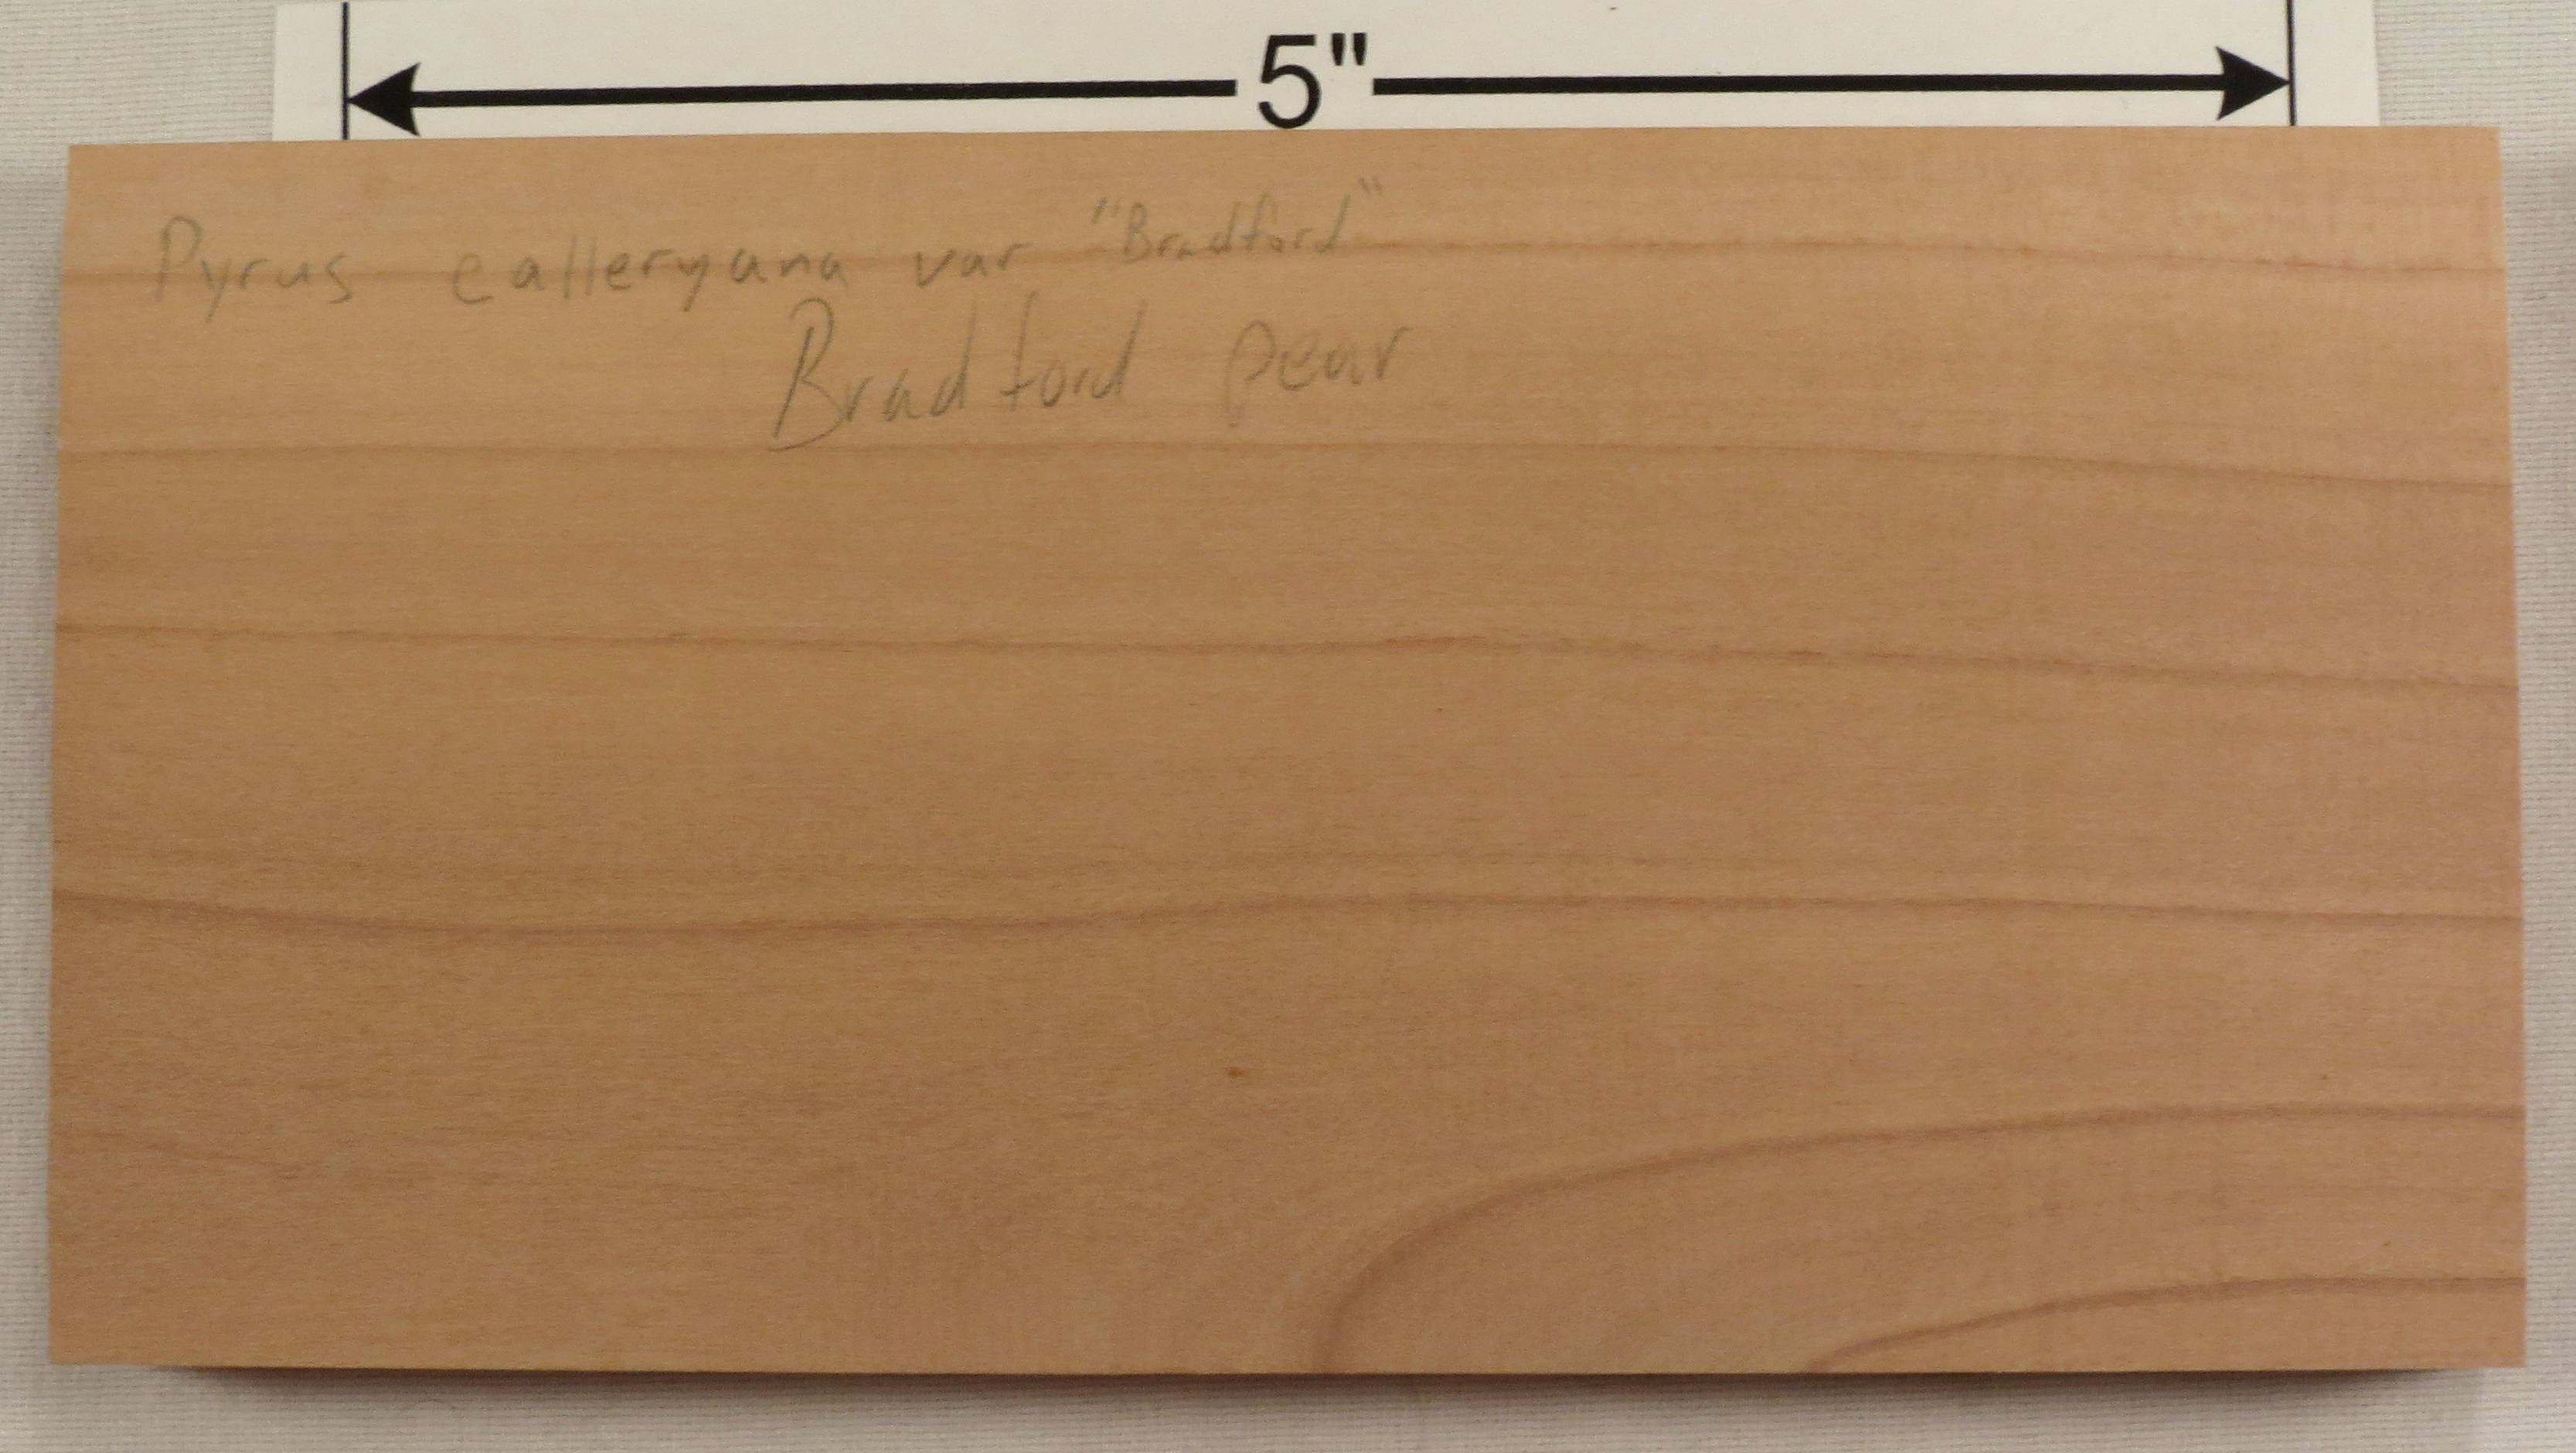 5"
Pyrus calleryana var "Bradford"
Bradford pear